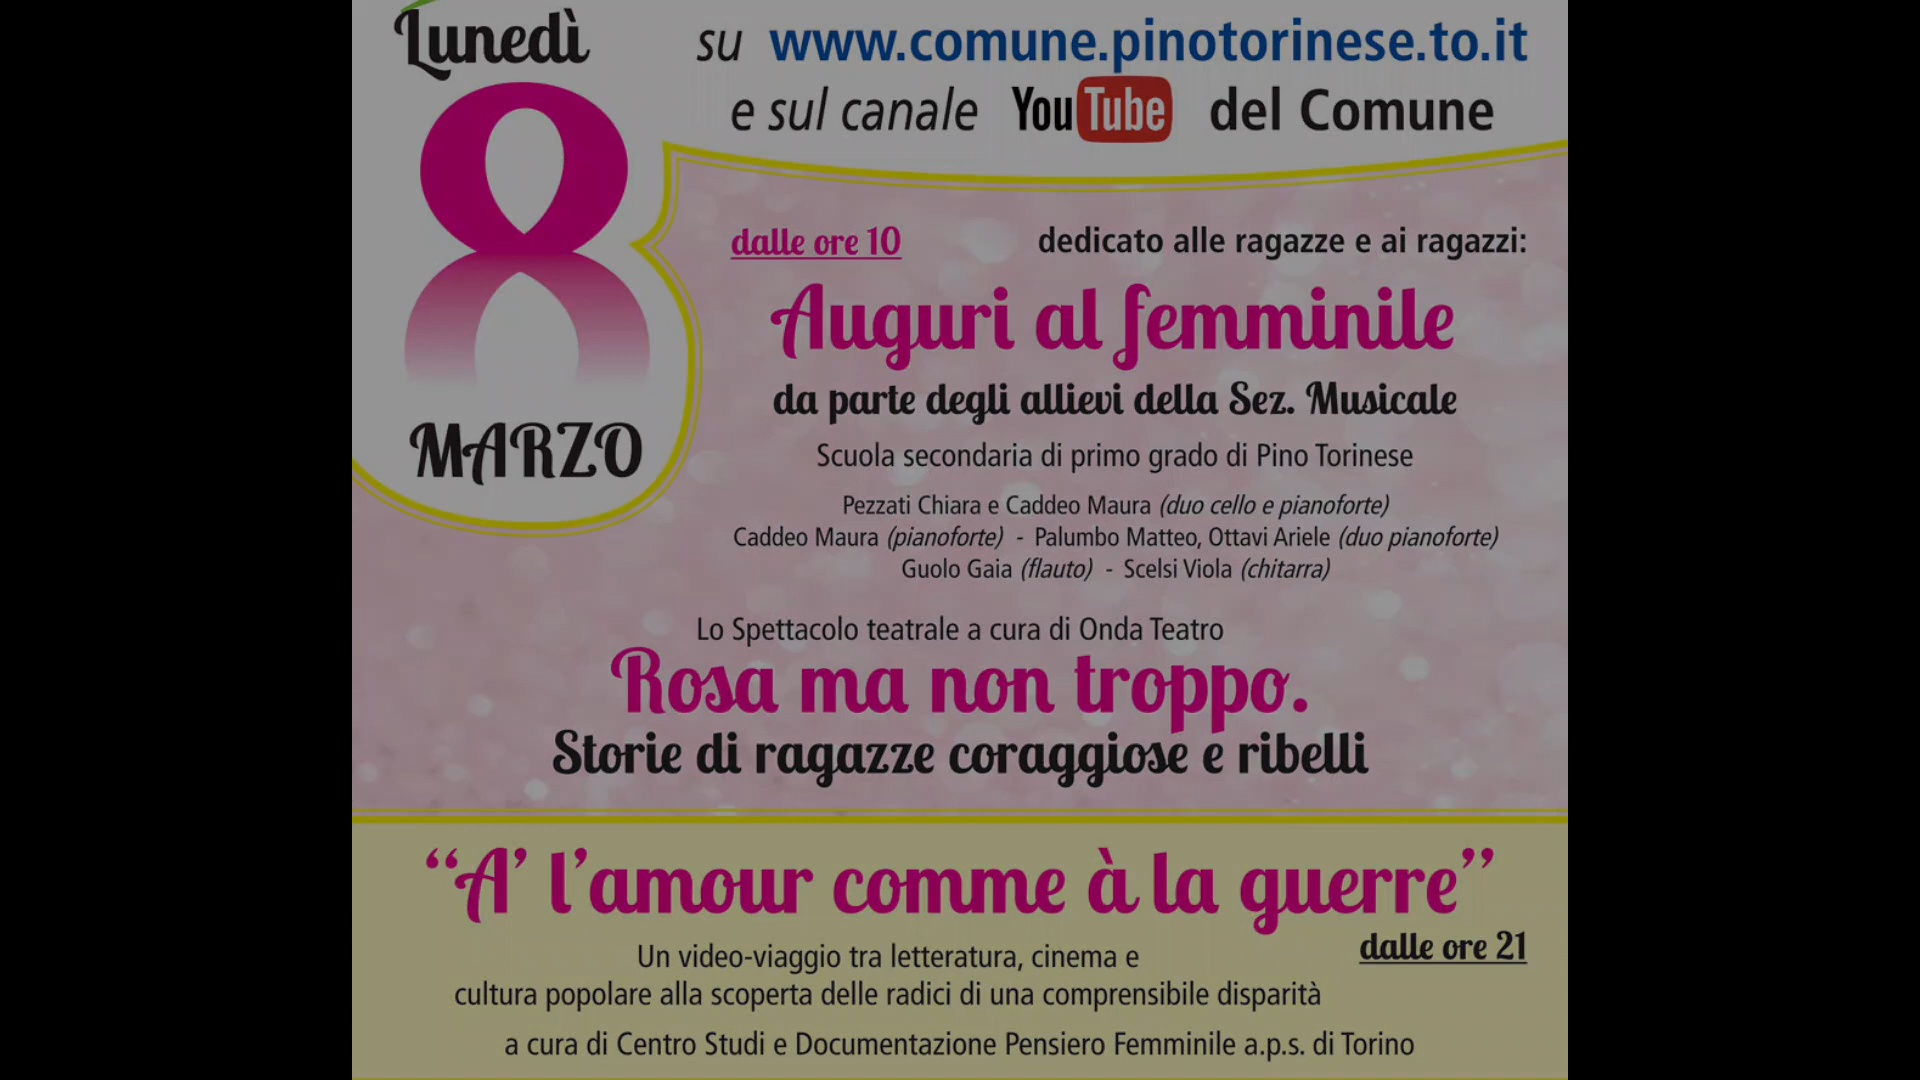 Lunedì
8
MARZO
su www.comune.pinotorinese.to.it
e sul canale YouTube del Comune
dalle ore 10 dedicato alle ragazze e ai ragazzi:
Auguri al femminile
da parte degli allievi della Sez. Musicale
Scuola secondaria di primo grado di Pino Torinese
Pezzati Chiara e Caddeo Maura (duo cello e pianoforte)
Caddeo Maura (pianoforte) - Palumbo Matteo, Ottavi Ariele (duo pianoforte)
Guolo Gaia (flauto) - Scelsi Viola (chitarra)
Lo Spettacolo teatrale a cura di Onda Teatro
Rosa ma non troppo.
Storie di ragazze coraggiose e ribelli
“A’ l’amour comme à la guerre”
dalle ore 21
Un video-viaggio tra letteratura, cinema e
cultura popolare alla scoperta delle radici di una comprensibile disparità
a cura di Centro Studi e Documentazione Pensiero Femminile a.p.s. di Torino